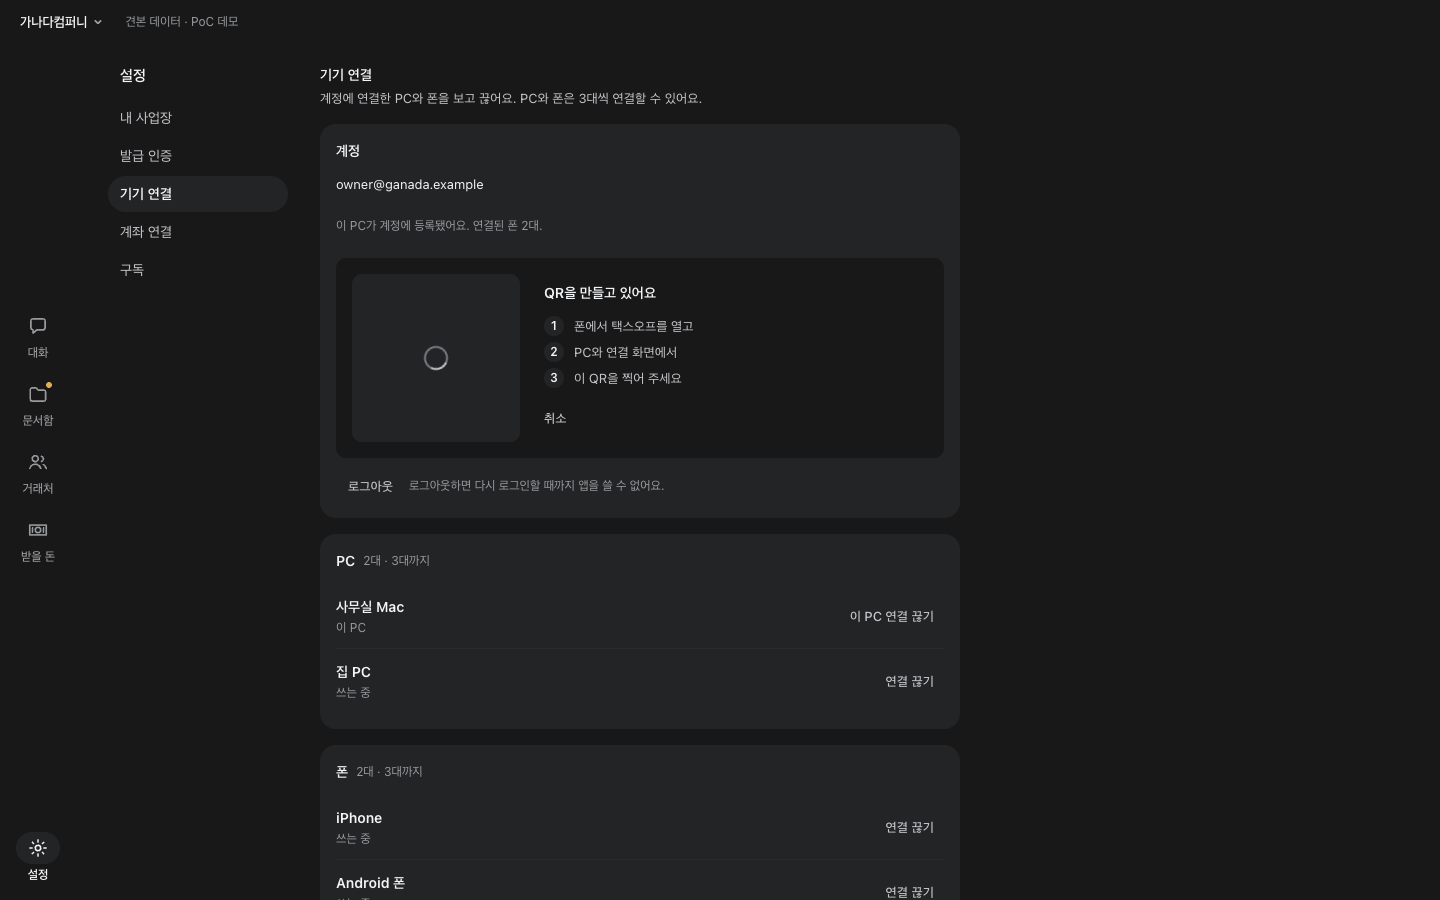 가나다컴퍼니
견본 데이터 · PoC 데모
설정
내 사업장
발급 인증
기기 연결
계좌 연결
구독
대화
문서함
거래처
받을 돈
설정
기기 연결
계정에 연결한 PC와 폰을 보고 끊어요. PC와 폰은 3대씩 연결할 수 있어요.
계정
owner@ganada.example
이 PC가 계정에 등록됐어요. 연결된 폰 2대.
QR을 만들고 있어요
1 폰에서 택스오프를 열고
2 PC와 연결 화면에서
3 이 QR을 찍어 주세요
취소
로그아웃 로그아웃하면 다시 로그인할 때까지 앱을 쓸 수 없어요.
PC 2대 · 3대까지
사무실 Mac
이 PC
이 PC 연결 끊기
집 PC
쓰는 중
연결 끊기
폰 2대 · 3대까지
iPhone
쓰는 중
연결 끊기
Android 폰
연결 끊기